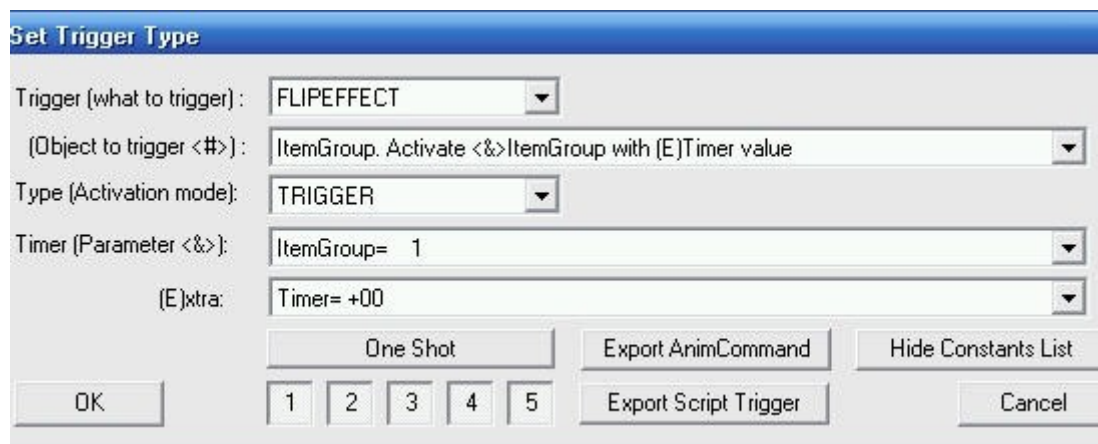 Set Trigger Type
Trigger (what to trigger) : FLIPEFFECT
(Object to trigger <#>) : ItemGroup. Activate <&>ItemGroup with (E)Timer value
Type (Activation mode): TRIGGER
Timer (Parameter <&>): ItemGroup= 1
(E)xtra: Timer= +00
One Shot Export AnimCommand Hide Constants List
OK 1 2 3 4 5 Export Script Trigger Cancel